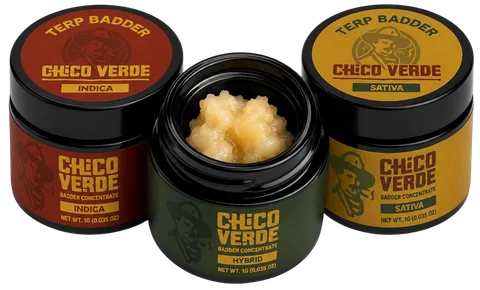 TERP BADDER
CHiCO VERDE
INDICA
CHiCO
VERDE
BADDER CONCENTRATE
INDICA
NET WT. 1G (0.035 OZ)
CHiCO
VERDE
BADDER CONCENTRATE
HYBRID
NET WT. 1G (0.035 OZ)
TERP BADDER
CHiCO VERDE
SATIVA
CHiCO
VERDE
BADDER CONCENTRATE
SATIVA
NET WT. 1G (0.035 OZ)